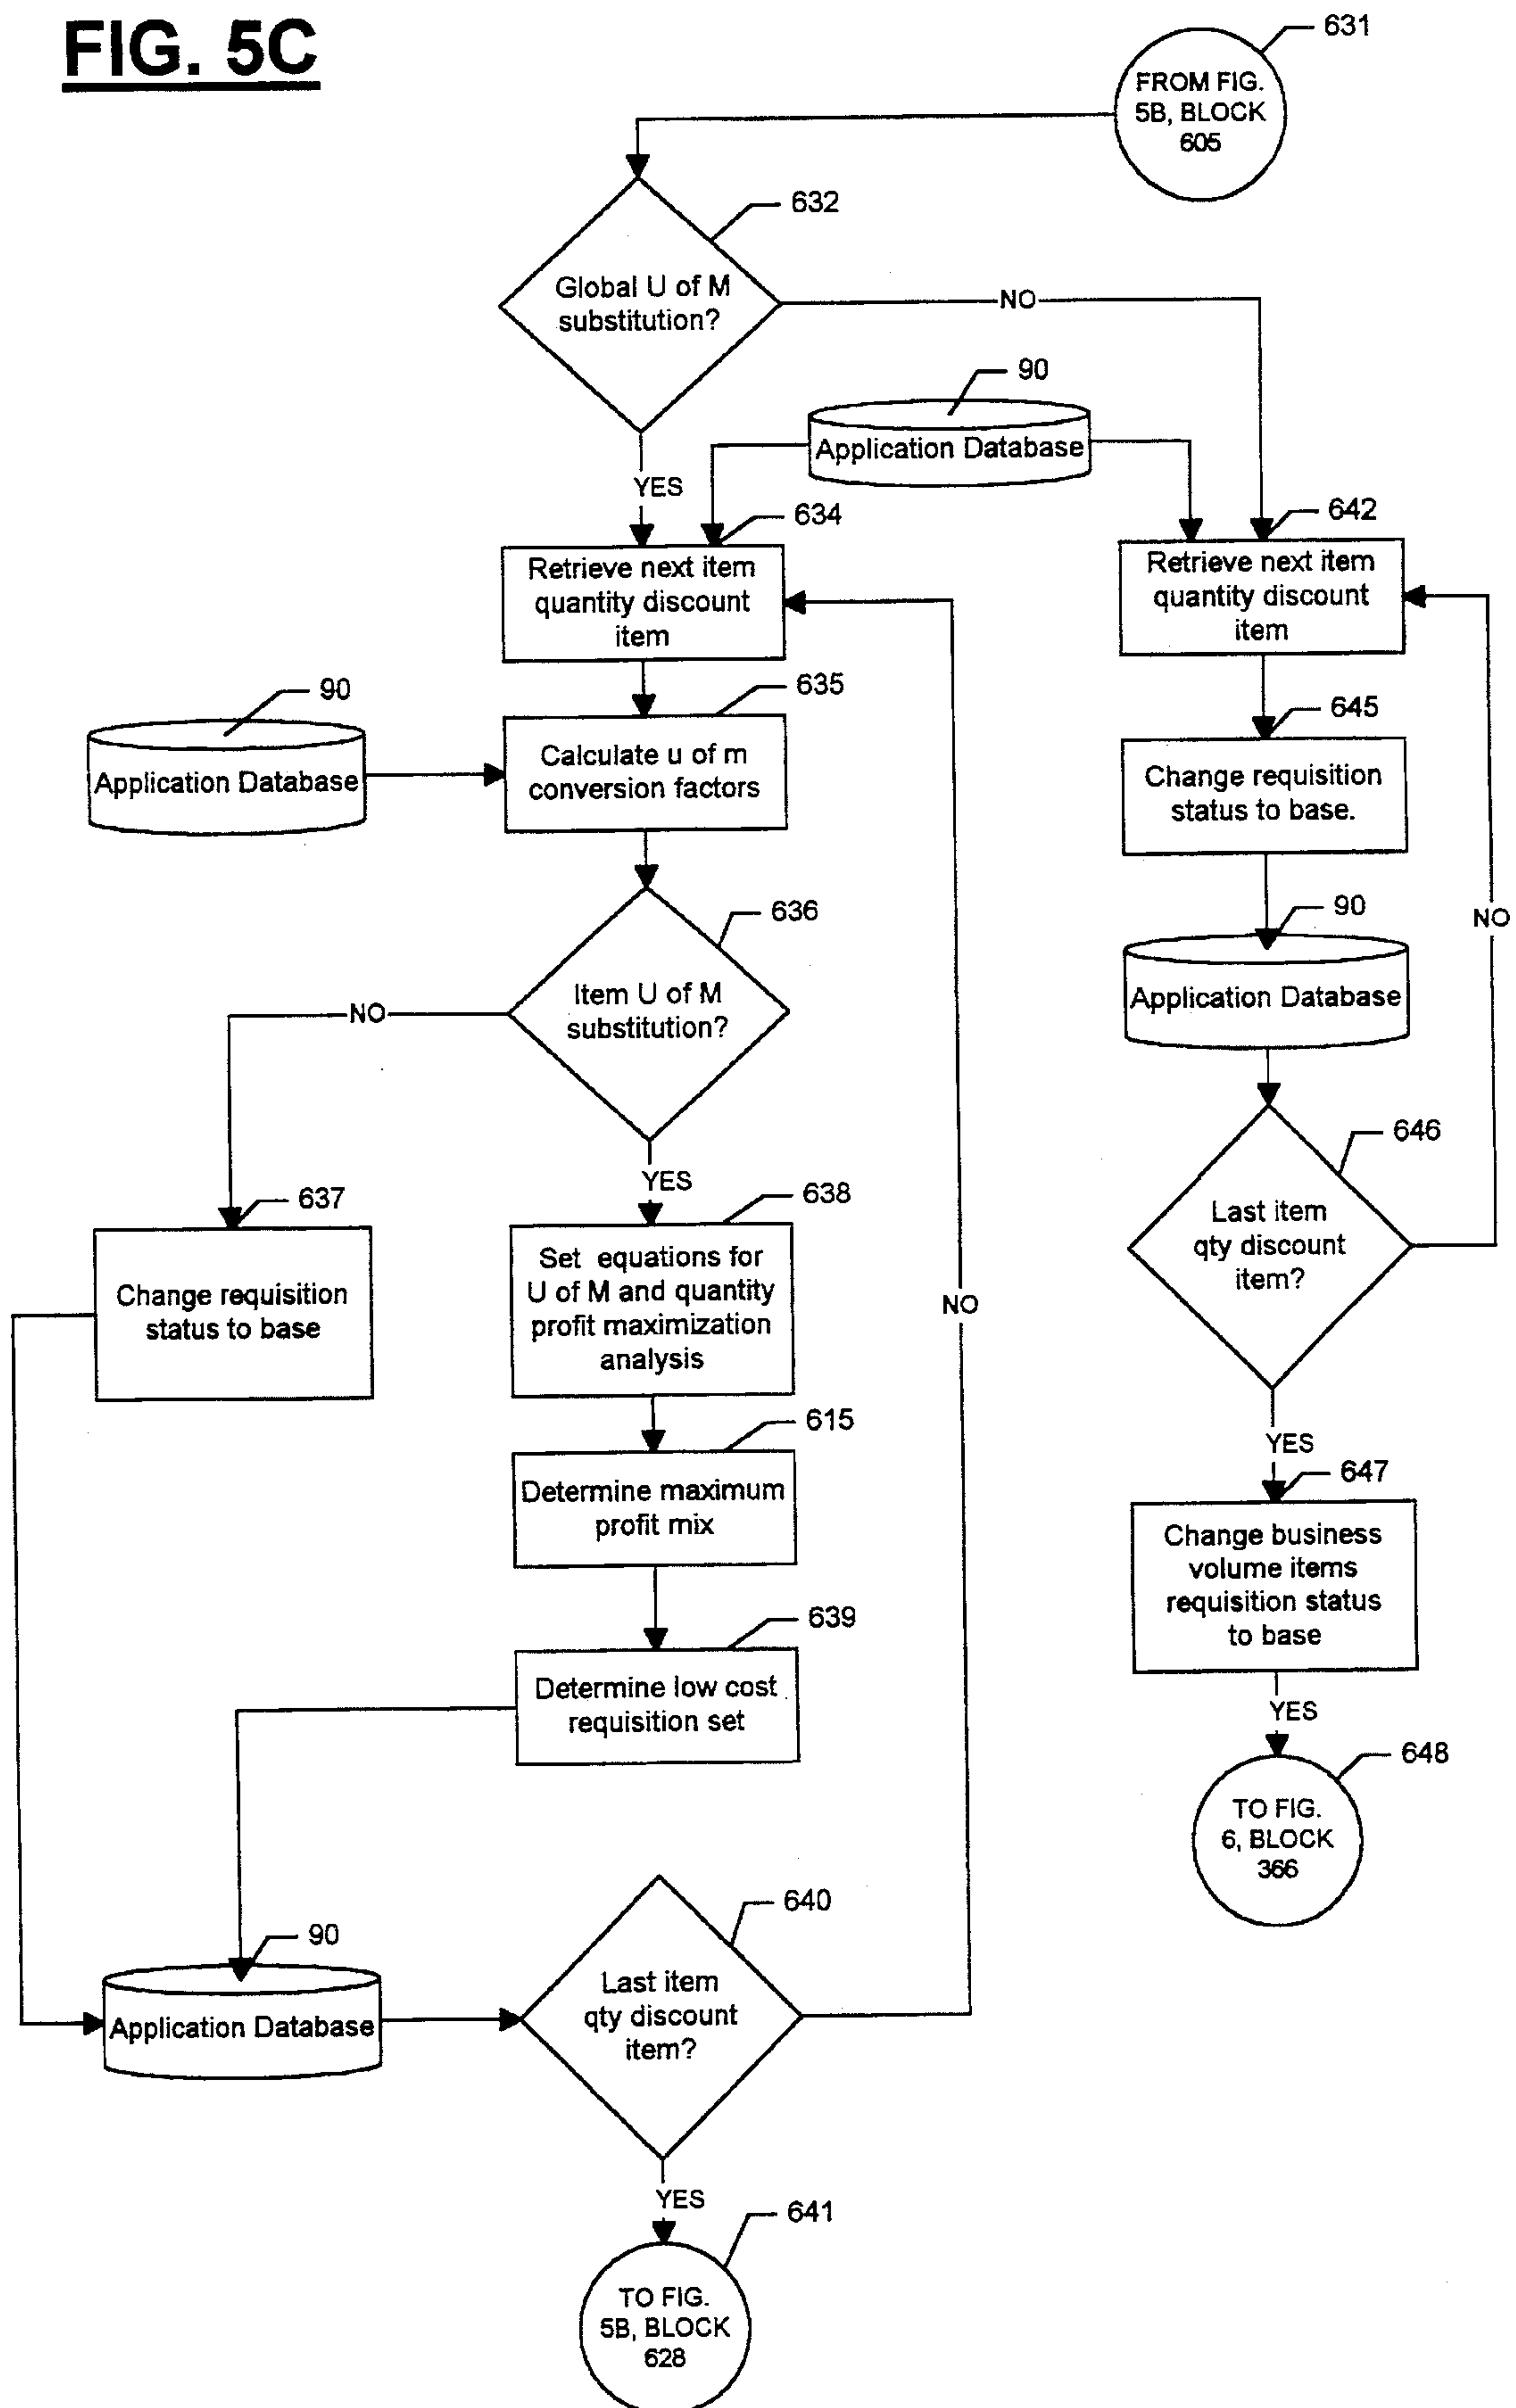 FIG. 5C
631
FROM FIG.
5B, BLOCK
605
632
Global U of M
substitution?
NO
90
Application Database
YES
634
Retrieve next item
quantity discount
item
642
Retrieve next item
quantity discount
item
90
Application Database
635
Calculate u of m
conversion factors
645
Change requisition
status to base.
636
Item U of M
substitution?
NO
90
Application Database
NO
YES
646
Last item
qty discount
item?
637
Change requisition
status to base
638
Set equations for
U of M and quantity
profit maximization
analysis
NO
615
Determine maximum
profit mix
YES
647
Change business
volume items
requisition status
to base
639
Determine low cost
requisition set
YES
648
TO FIG.
6, BLOCK
366
90
Application Database
640
Last item
qty discount
item?
YES
641
TO FIG.
5B, BLOCK
628